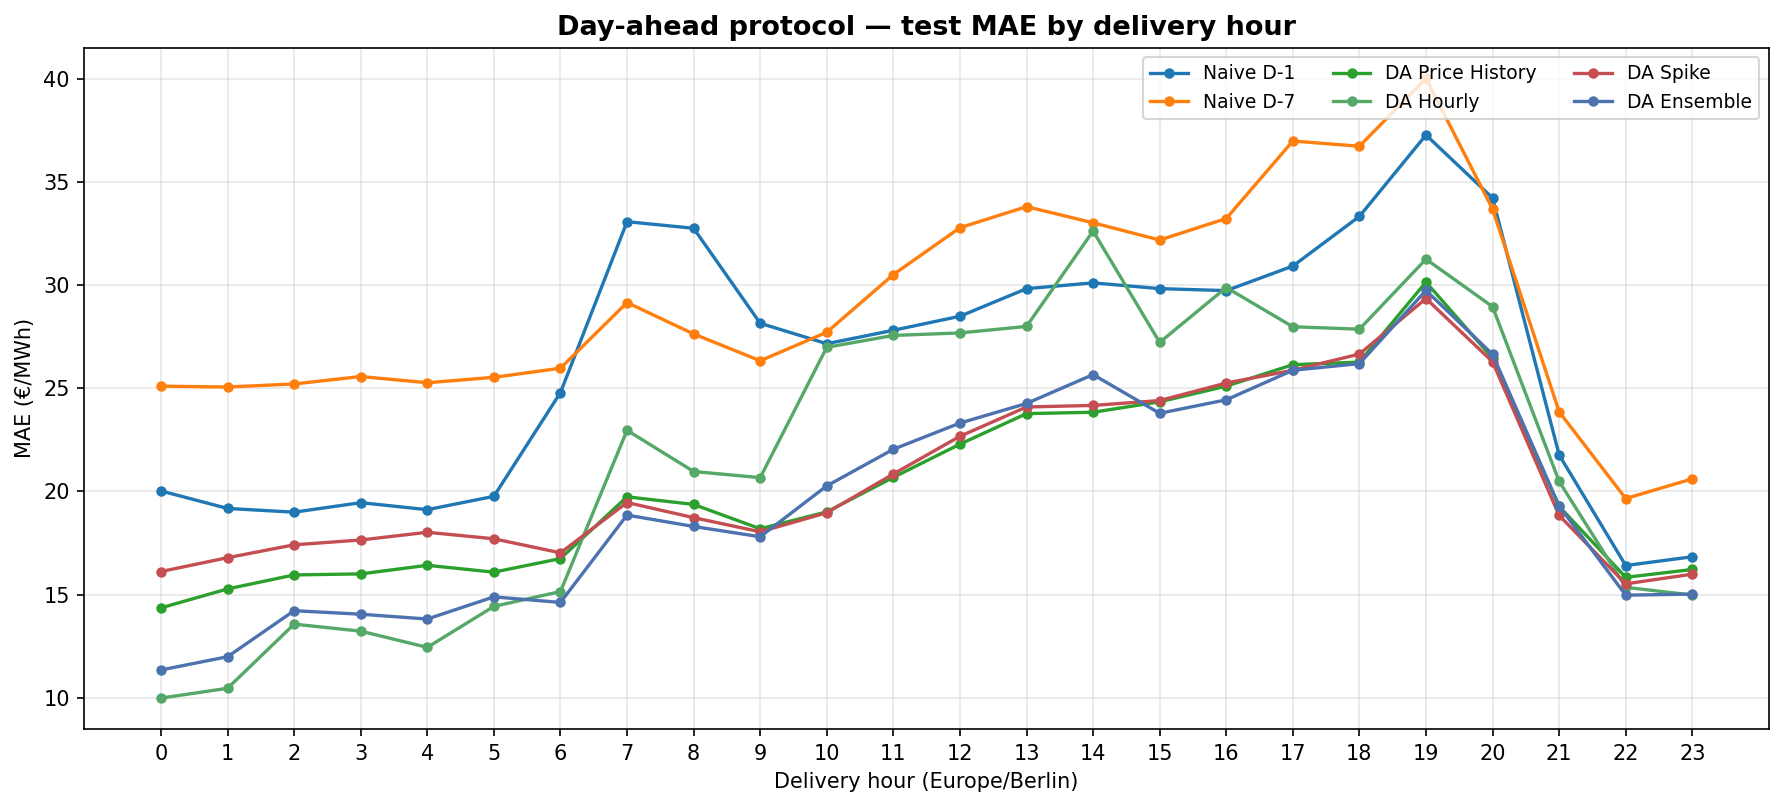 Day-ahead protocol — test MAE by delivery hour
Naive D-1 DA Price History DA Spike
Naive D-7 DA Hourly DA Ensemble
40
35
30
25
20
15
10
MAE (€/MWh)
0 1 2 3 4 5 6 7 8 9 10 11 12 13 14 15 16 17 18 19 20 21 22 23
Delivery hour (Europe/Berlin)